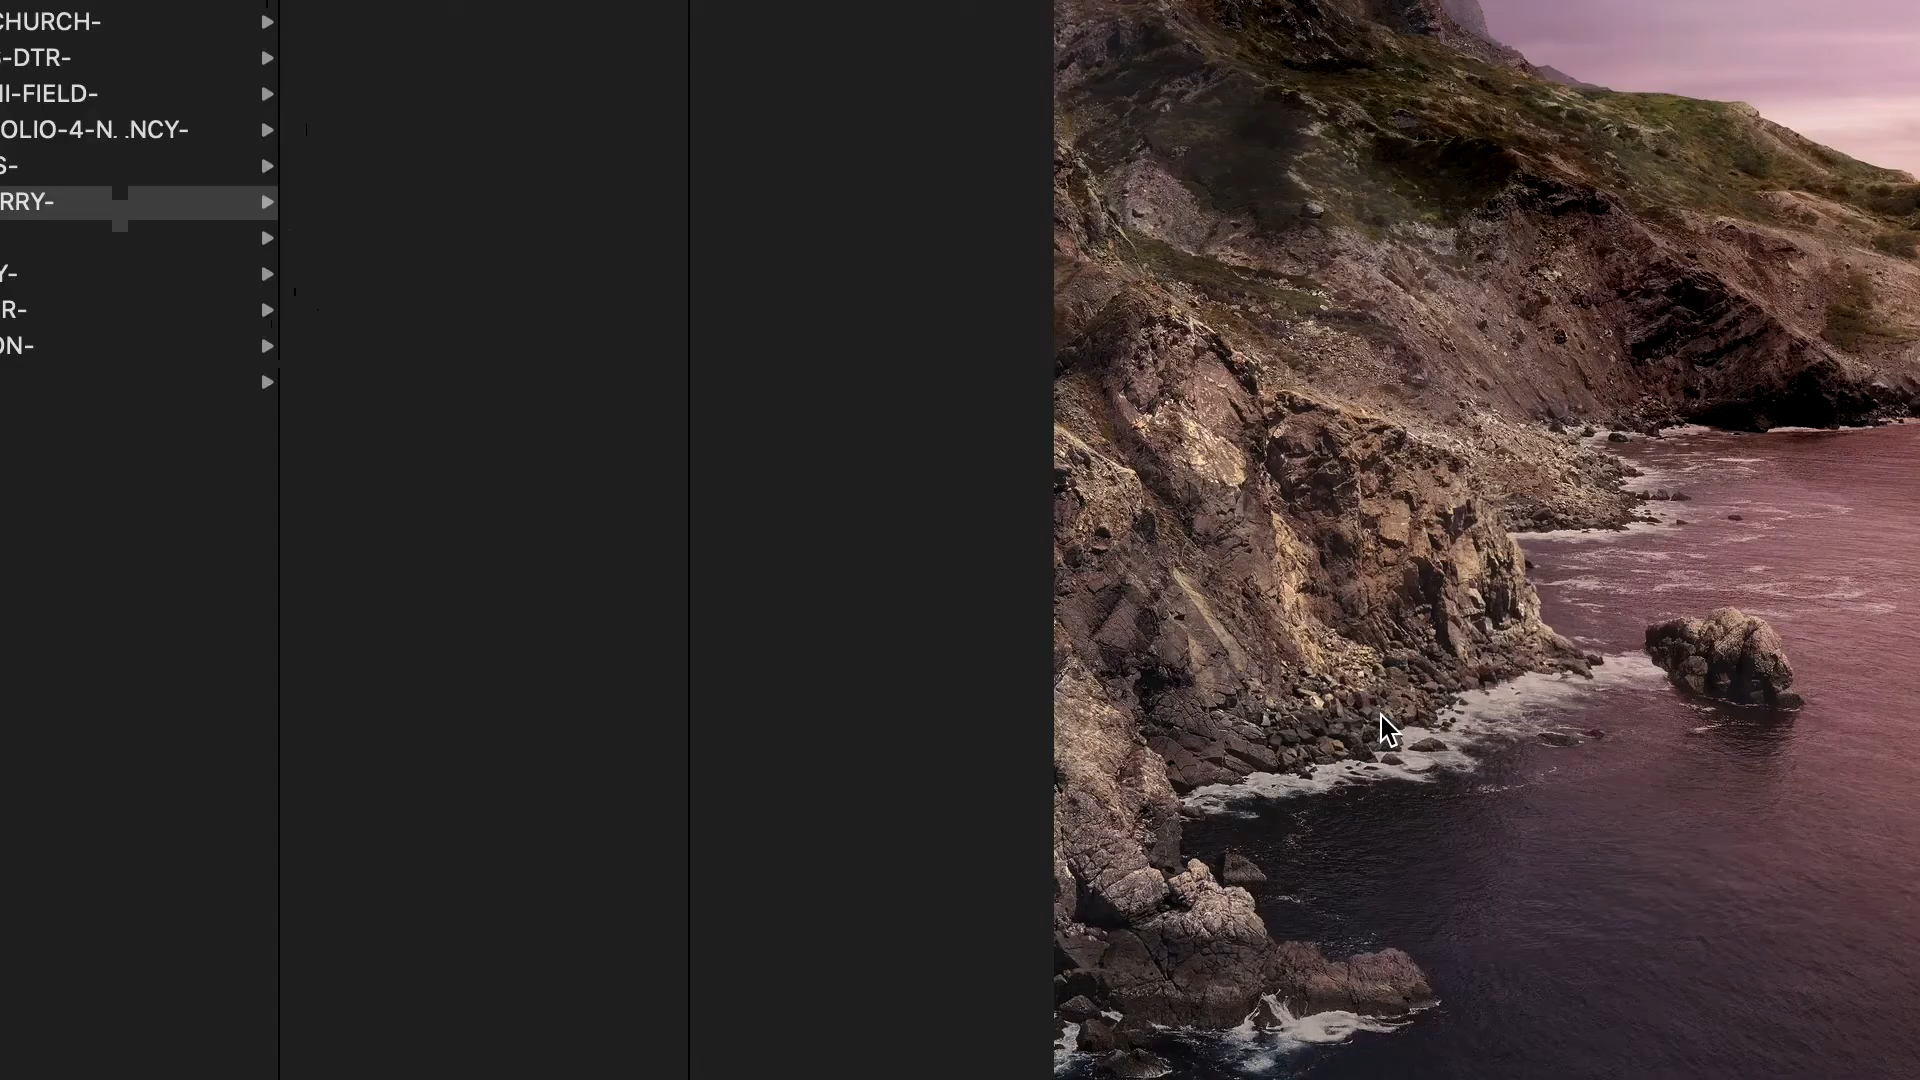 CHURCH-
-DTR-
II-FIELD-
OLIO-4-N. .NCY-
S-
RRY-
Y-
R-
ON-